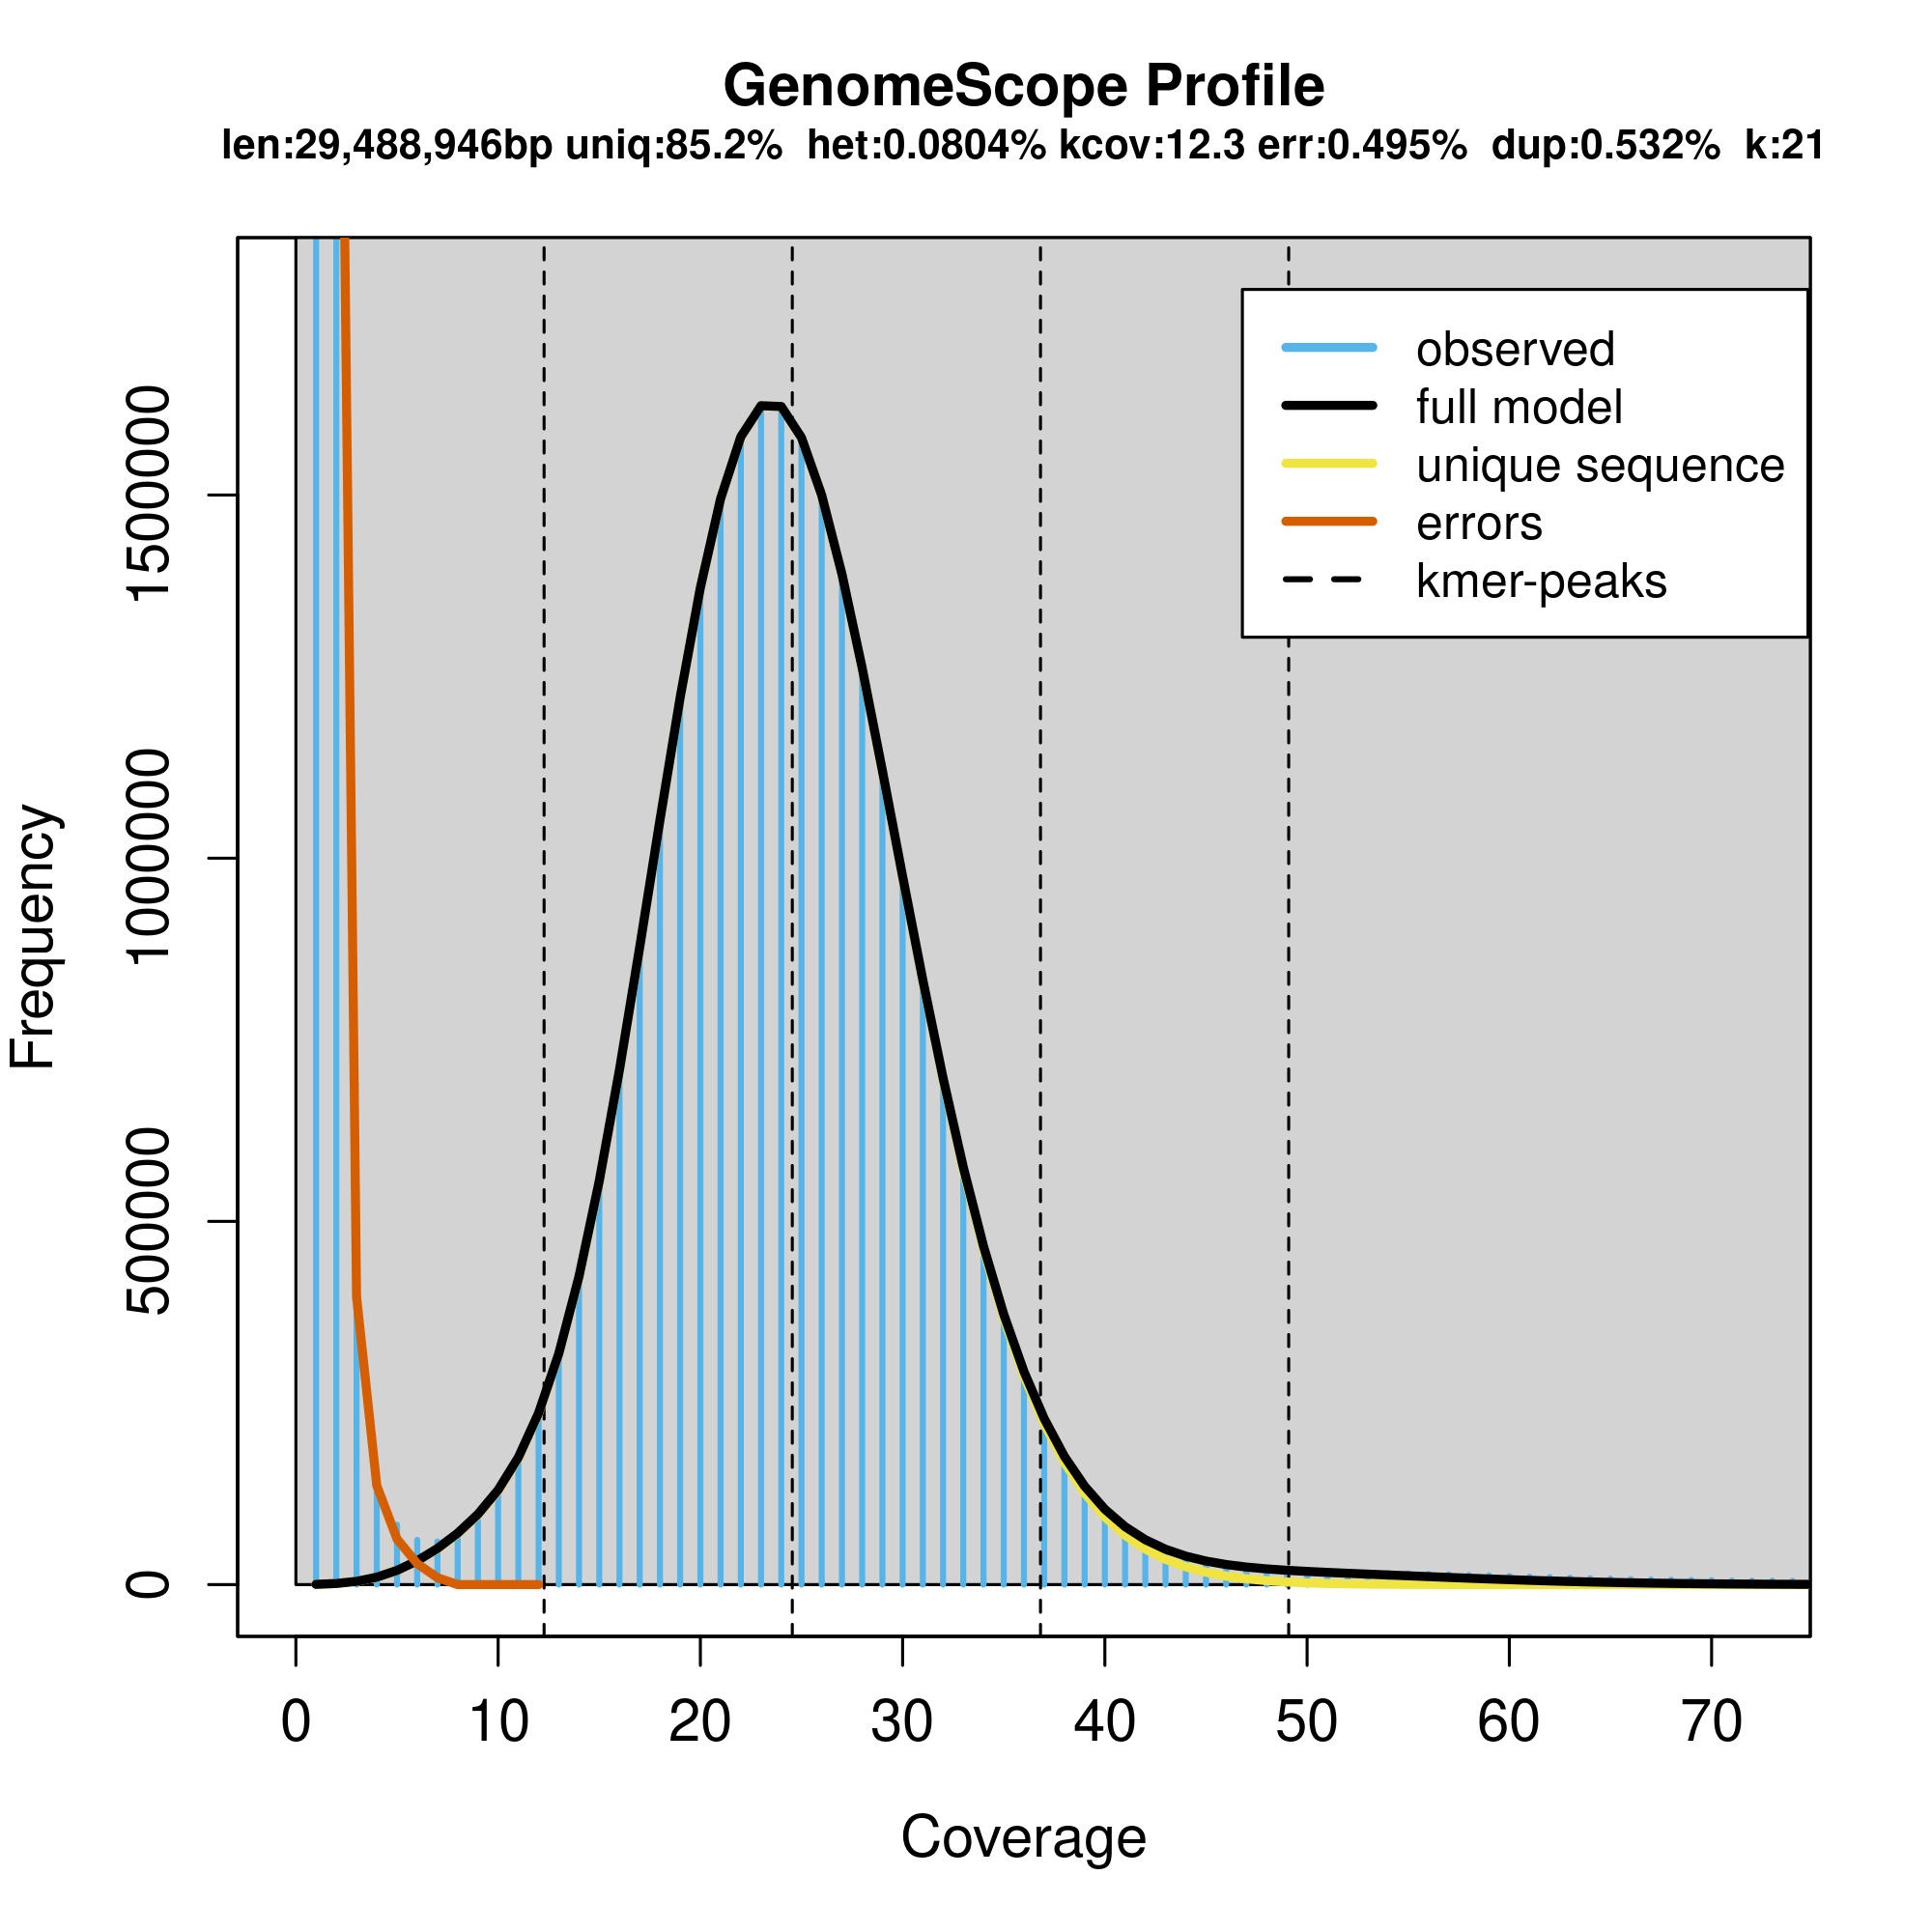 GenomeScope Profile
len:29,488,946bp uniq:85.2% het:0.0804% kcov:12.3 err:0.495% dup:0.532% k:21
observed
full model
unique sequence
errors
kmer-peaks
Frequency
1500000
1000000
500000
0
0 10 20 30 40 50 60 70
Coverage